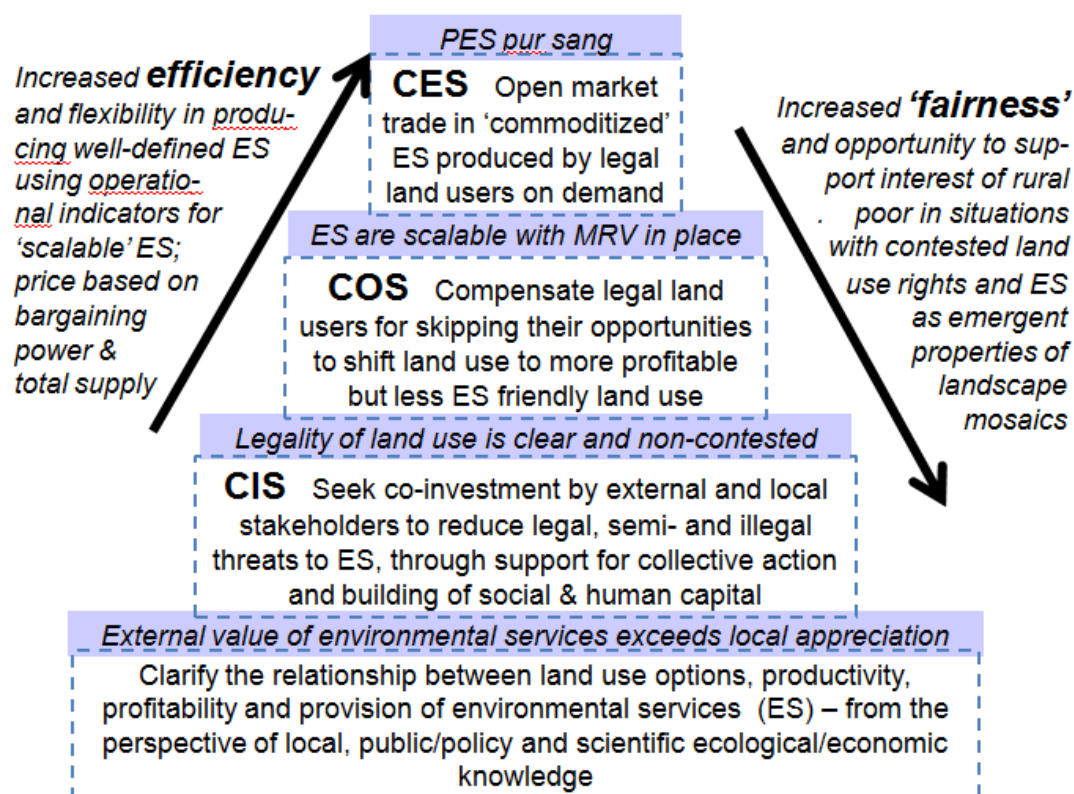 PES pur sang
Increased efficiency
and flexibility in produ-
cing well-defined ES
using operatio-
nal indicators for
‘scalable’ ES;
price based on
bargaining
power &
total supply
CES Open market
trade in ‘commoditized’
ES produced by legal
land users on demand
Increased ‘fairness’
and opportunity to sup-
port interest of rural
. poor in situations
with contested land
use rights and ES
as emergent
properties of
landscape
mosaics
ES are scalable with MRV in place
COS Compensate legal land
users for skipping their opportunities
to shift land use to more profitable
but less ES friendly land use
Legality of land use is clear and non-contested
CIS Seek co-investment by external and local
stakeholders to reduce legal, semi- and illegal
threats to ES, through support for collective action
and building of social & human capital
External value of environmental services exceeds local appreciation
Clarify the relationship between land use options, productivity,
profitability and provision of environmental services (ES) – from the
perspective of local, public/policy and scientific ecological/economic
knowledge